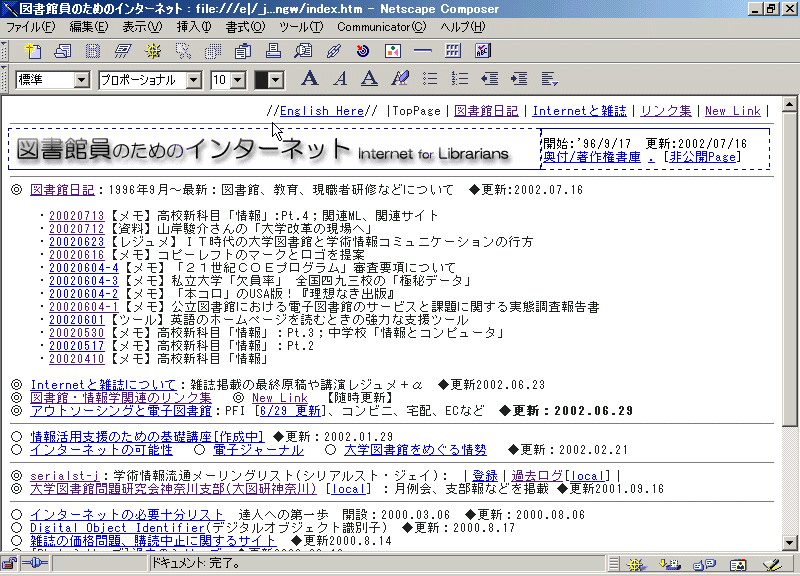 図書館員のためのインターネット : file:///e|/_j...ngw/index.htm - Netscape Composer
ファイル(F) 編集(E) 表示(V) 挿入(I) 書式(O) ツール(T) Communicator(C) ヘルプ(H)
標準 プロポーショナル 10
//English Here// |TopPage | 図書館日記 | Internetと雑誌 | リンク集 | New Link |
図書館員のためのインターネット Internet for Librarians
開始:'96/9/17 更新:2002/07/16
奥付/著作権書庫 . [非公開Page]
◎ 図書館日記：1996年9月～最新：図書館、教育、現職者研修などについて ◆更新:2002.07.16
・20020713【メモ】高校新科目「情報」:Pt.4；関連ML、関連サイト
・20020712【資料】山岸駿介さんの「大学改革の現場へ」
・20020623【レジュメ】ＩＴ時代の大学図書館と学術情報コミュニケーションの行方
・20020616【メモ】コピーレフトのマークとロゴを提案
・20020604-4【メモ】「２１世紀ＣＯＥプログラム」審査要項について
・20020604-3【メモ】私立大学「欠員率」 全国四九三校の「極秘データ」
・20020604-2【メモ】「本コロ」のUSA版！『理想なき出版』
・20020604-1【メモ】公立図書館における電子図書館のサービスと課題に関する実態調査報告書
・20020601【ツール】英語のホームページを読むときの強力な支援ツール
・20020530【メモ】高校新科目「情報」：Pt.3；中学校「情報とコンピュータ」
・20020517【メモ】高校新科目「情報」：Pt.2
・20020410【メモ】高校新科目「情報」
◎ Internetと雑誌について：雑誌掲載の最終原稿や講演レジュメ＋α ◆更新2002.06.23
◎ 図書館・情報学関連のリンク集 ◎ New Link 【随時更新】
◎ アウトソーシングと電子図書館：PFI [6/29 更新]、コンビニ、宅配、ECなど ◆更新：2002.06.29
○ 情報活用支援のための基礎講座[作成中] ◆更新：2002.01.29
○ インターネットの可能性 ○ 電子ジャーナル ○ 大学図書館をめぐる情勢 ◆更新：2002.02.21
◎ serialst-j：学術情報流通メーリングリスト(シリアルスト・ジェイ)： |登録|過去ログ[local]|
◎ 大学図書館問題研究会神奈川支部(大図研神奈川) [local] ：月例会、支部報などを掲載 ◆更新2001.09.16
○ インターネットの必要十分リスト 達人への第一歩 開設：2000.03.06 ◆更新：2000.08.06
○ Digital Object Identifier(デジタルオブジェクト識別子) ◆更新：2000.8.17
○ 雑誌の価格問題、購読中止に関するサイト ◆更新2000.8.14
ドキュメント: 完了。